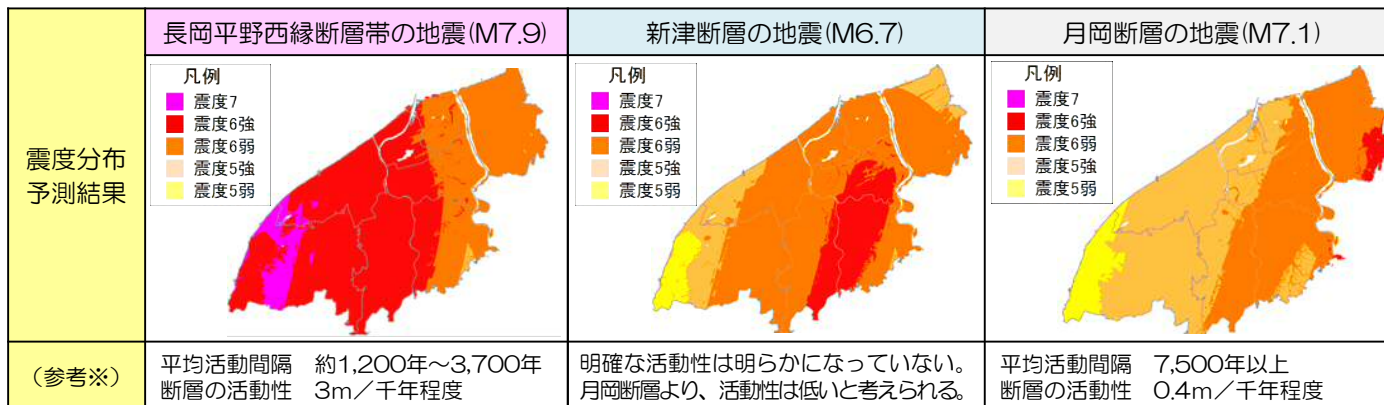 長岡平野西縁断層帯の地震(M7.9)
新津断層の地震(M6.7)
月岡断層の地震(M7.1)
震度分布
予測結果
凡例
震度7
震度6強
震度6弱
震度5強
震度5弱
凡例
震度7
震度6強
震度6弱
震度5強
震度5弱
凡例
震度7
震度6強
震度6弱
震度5強
震度5弱
(参考※)
平均活動間隔 約1,200年~3,700年
断層の活動性 3m/千年程度
明確な活動性は明らかになっていない。
月岡断層より、活動性は低いと考えられる。
平均活動間隔 7,500年以上
断層の活動性 0.4m/千年程度